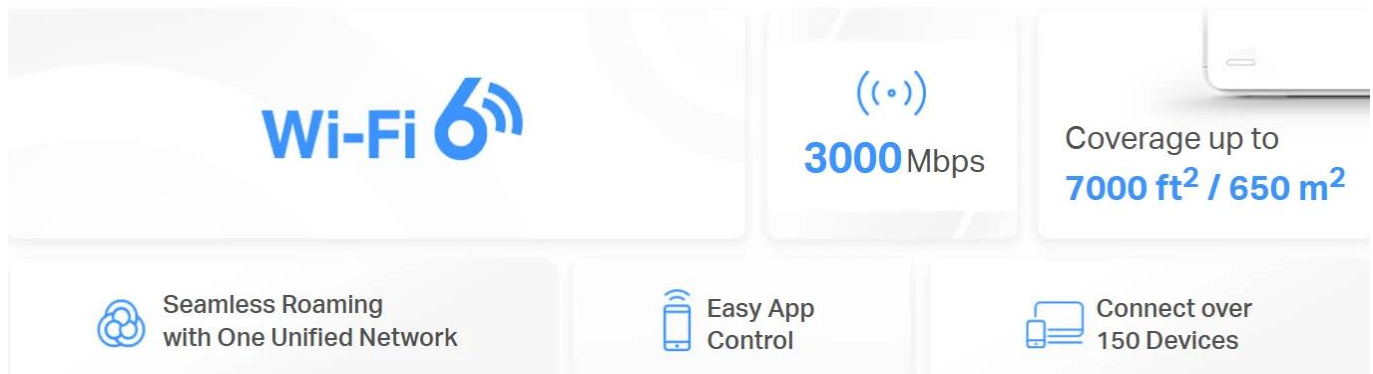 Wi-Fi 6
3000 Mbps
Coverage up to
7000 ft² / 650 m²
Seamless Roaming
with One Unified Network
Easy App
Control
Connect over
150 Devices